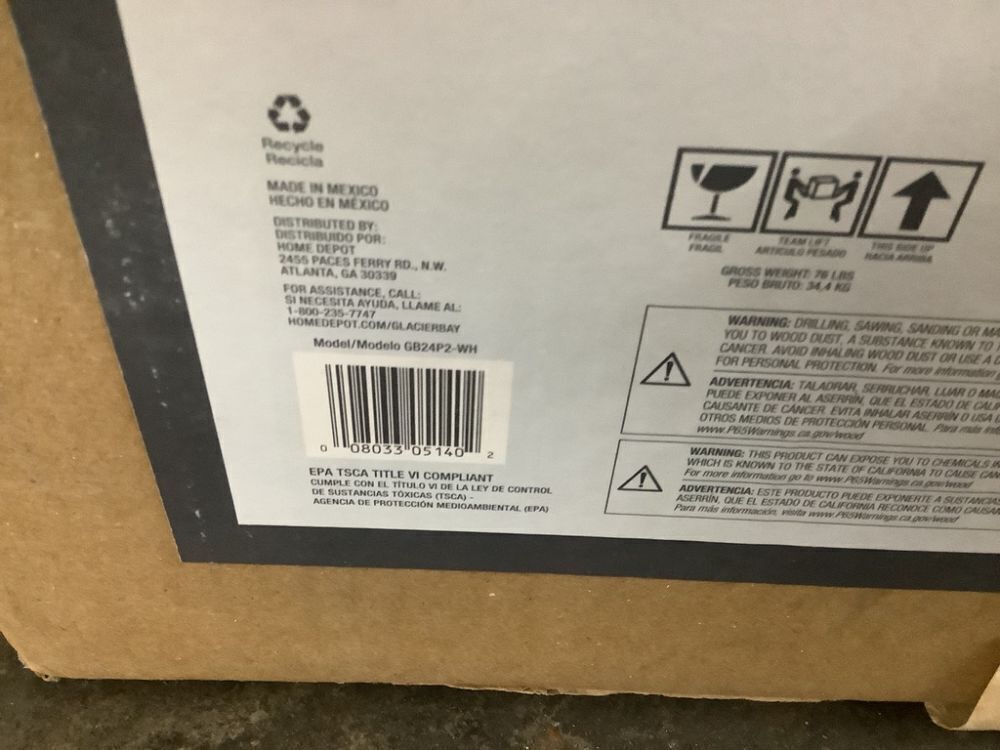 Recycle
Recicla
MADE IN MEXICO
HECHO EN MÉXICO
DISTRIBUTED BY:
DISTRIBUIDO POR:
HOME DEPOT
2455 PACES FERRY RD., N.W.
ATLANTA, GA 30339
FOR ASSISTANCE, CALL:
SI NECESITA AYUDA, LLAME AL:
1-800-235-7747
HOMEDEPOT.COM/GLACIERBAY
Model/Modelo GB24P2-WH
0 08033 05140 2
EPA TSCA TITLE VI COMPLIANT
CUMPLE CON EL TÍTULO VI DE LA LEY DE CONTROL
DE SUSTANCIAS TÓXICAS (TSCA) -
AGENCIA DE PROTECCIÓN MEDIOAMBIENTAL (EPA)
FRAGILE
FRAGIL
TEAM LIFT
ARTICULO PESADO
THIS SIDE UP
HACIA ARRIBA
GROSS WEIGHT: 76 LBS
PESO BRUTO: 34,4 KG
WARNING: DRILLING, SAWING, SANDING OR
YOU TO WOOD DUST, A SUBSTANCE KNOWN TO
CANCER. AVOID INHALING WOOD DUST OR USE A
FOR PERSONAL PROTECTION. For more information
ADVERTENCIA: TALADRAR, SERRUCHAR, LIJAR O
PUEDE EXPONER AL ASERRÍN, QUE EL ESTADO DE
CAUSANTE DE CÁNCER. EVITA INHALAR ASERRÍN O USA
OTROS MEDIOS DE PROTECCIÓN PERSONAL. Para más
www.P65Warnings.ca.gov/wood
WARNING: THIS PRODUCT CAN EXPOSE YOU TO CHEMICALS
WHICH IS KNOWN TO THE STATE OF CALIFORNIA TO CAUSE
For more information go to www.P65Warnings.ca.gov/wood
ADVERTENCIA: ESTE PRODUCTO PUEDE EXPONERTE A
ASERRÍN, QUE EL ESTADO DE CALIFORNIA RECONOCE COMO
Para más información, visita www.P65Warnings.ca.gov/wood